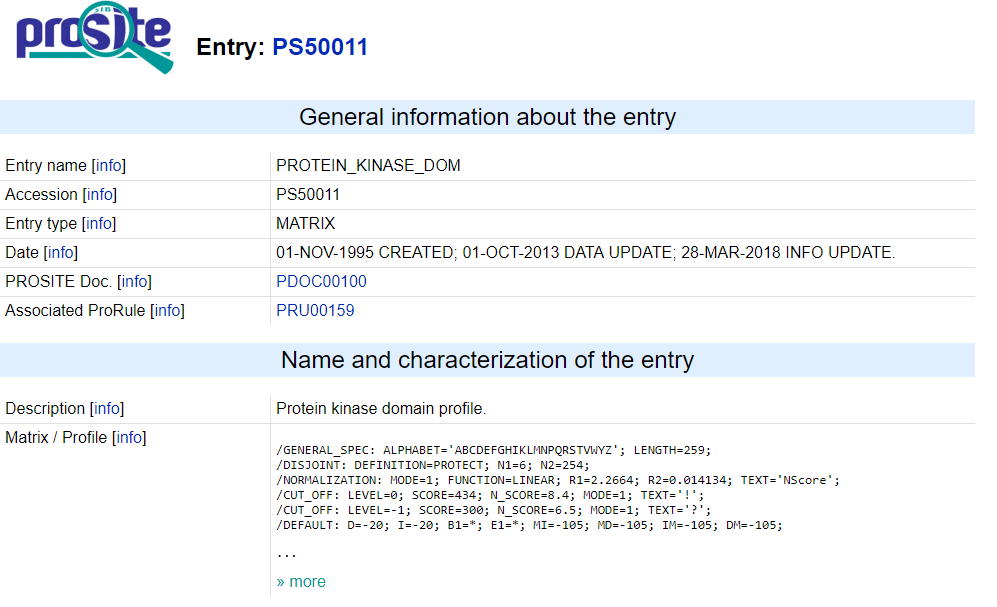 prosite
SIB
Entry: PS50011
General information about the entry
Entry name [info] PROTEIN_KINASE_DOM
Accession [info] PS50011
Entry type [info] MATRIX
Date [info] 01-NOV-1995 CREATED; 01-OCT-2013 DATA UPDATE; 28-MAR-2018 INFO UPDATE.
PROSITE Doc. [info] PDOC00100
Associated ProRule [info] PRU00159
Name and characterization of the entry
Description [info] Protein kinase domain profile.
Matrix / Profile [info]
/GENERAL_SPEC: ALPHABET='ABCDEFGHIKLMNPQRSTVWYZ'; LENGTH=259;
/DISJOINT: DEFINITION=PROTECT; N1=6; N2=254;
/NORMALIZATION: MODE=1; FUNCTION=LINEAR; R1=2.2664; R2=0.014134; TEXT='NScore';
/CUT_OFF: LEVEL=0; SCORE=434; N_SCORE=8.4; MODE=1; TEXT='!';
/CUT_OFF: LEVEL=-1; SCORE=300; N_SCORE=6.5; MODE=1; TEXT='?';
/DEFAULT: D=-20; I=-20; B1=*; E1=*; MI=-105; MD=-105; IM=-105; DM=-105;
...
» more